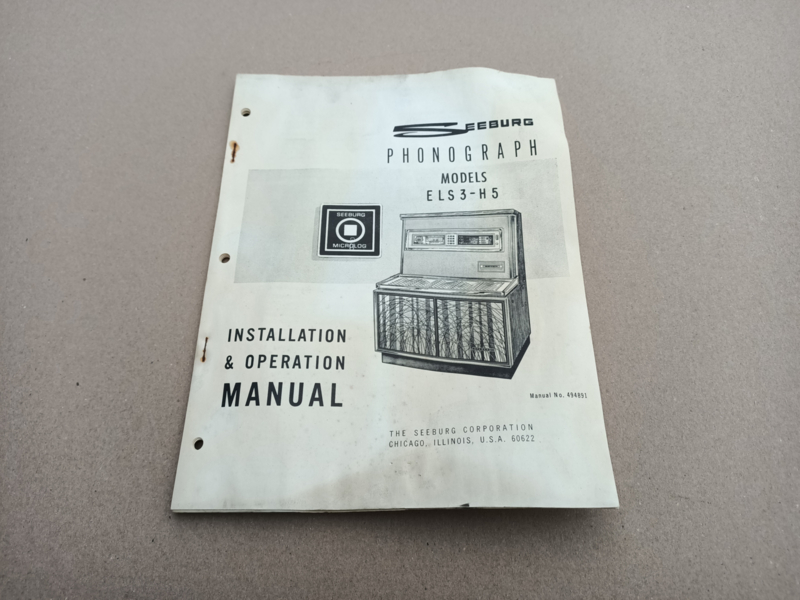 SEEBURG
PHONOGRAPH
MODELS
ELS3-H5
SEEBURG
MICROLOG
INSTALLATION
& OPERATION
MANUAL
Manual No. 494891
THE SEEBURG CORPORATION
CHICAGO, ILLINOIS, U.S.A. 60622